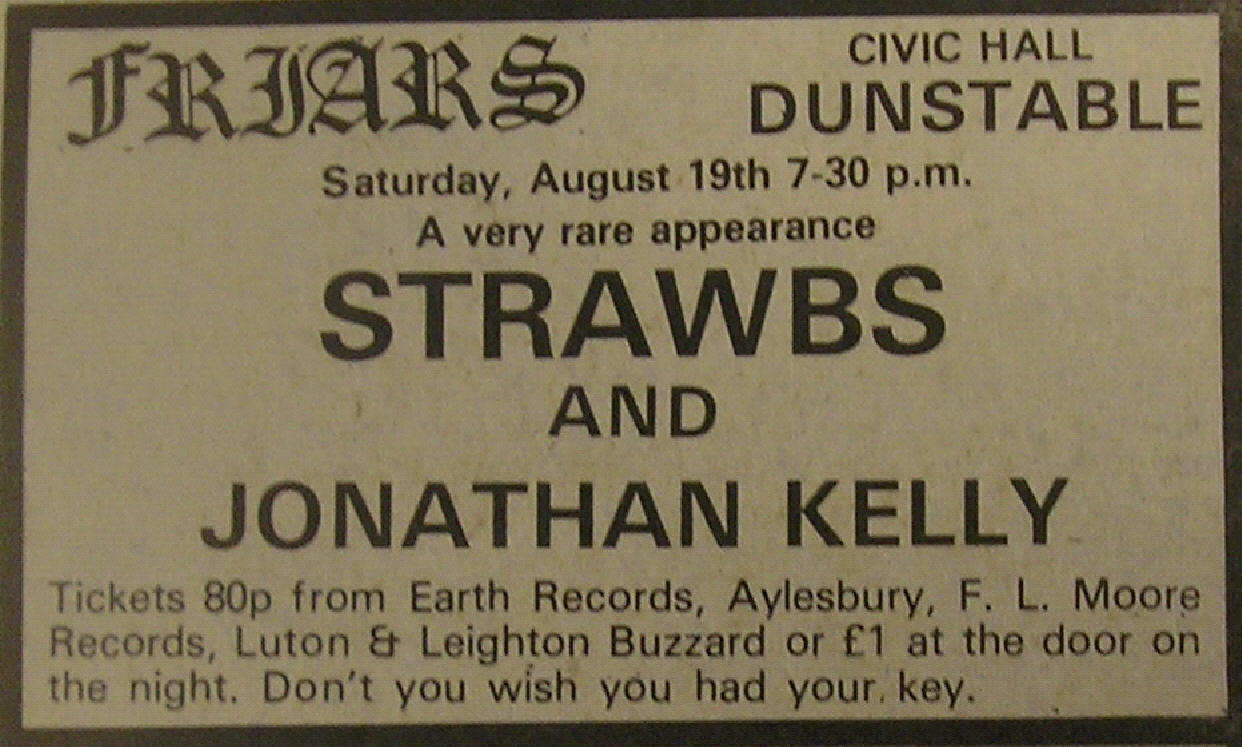 FRIARS
CIVIC HALL
DUNSTABLE
Saturday, August 19th 7-30 p.m.
A very rare appearance
STRAWBS
AND
JONATHAN KELLY
Tickets 80p from Earth Records, Aylesbury, F. L. Moore
Records, Luton & Leighton Buzzard or £1 at the door on
the night. Don't you wish you had your. key.